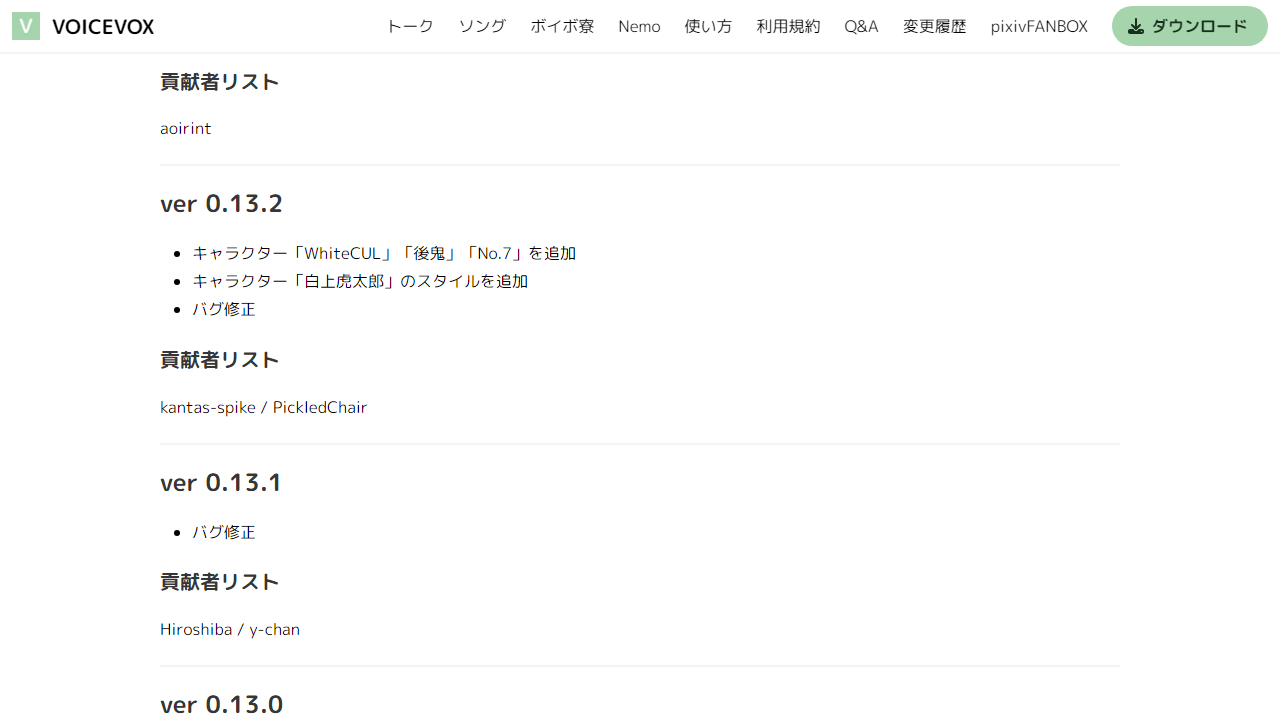 V VOICEVOX トーク ソング ボイボ寮 Nemo 使い方 利用規約 Q&A 変更履歴 pixivFANBOX ダウンロード
貢献者リスト
aoirint
ver 0.13.2
キャラクター「WhiteCUL」「後鬼」「No.7」を追加
キャラクター「白上虎太郎」のスタイルを追加
バグ修正
貢献者リスト
kantas-spike / PickledChair
ver 0.13.1
バグ修正
貢献者リスト
Hiroshiba / y-chan
ver 0.13.0